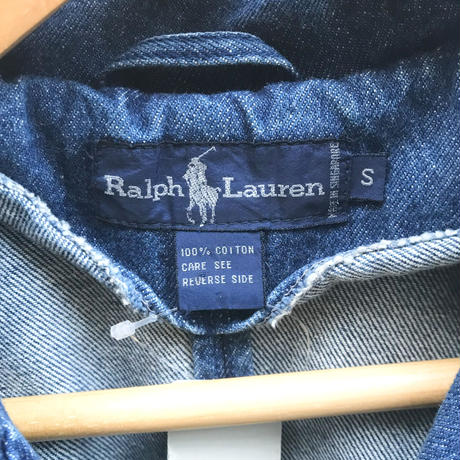 Ralph Lauren
MADE IN SINGAPORE
S
100% COTTON
CARE SEE
REVERSE SIDE